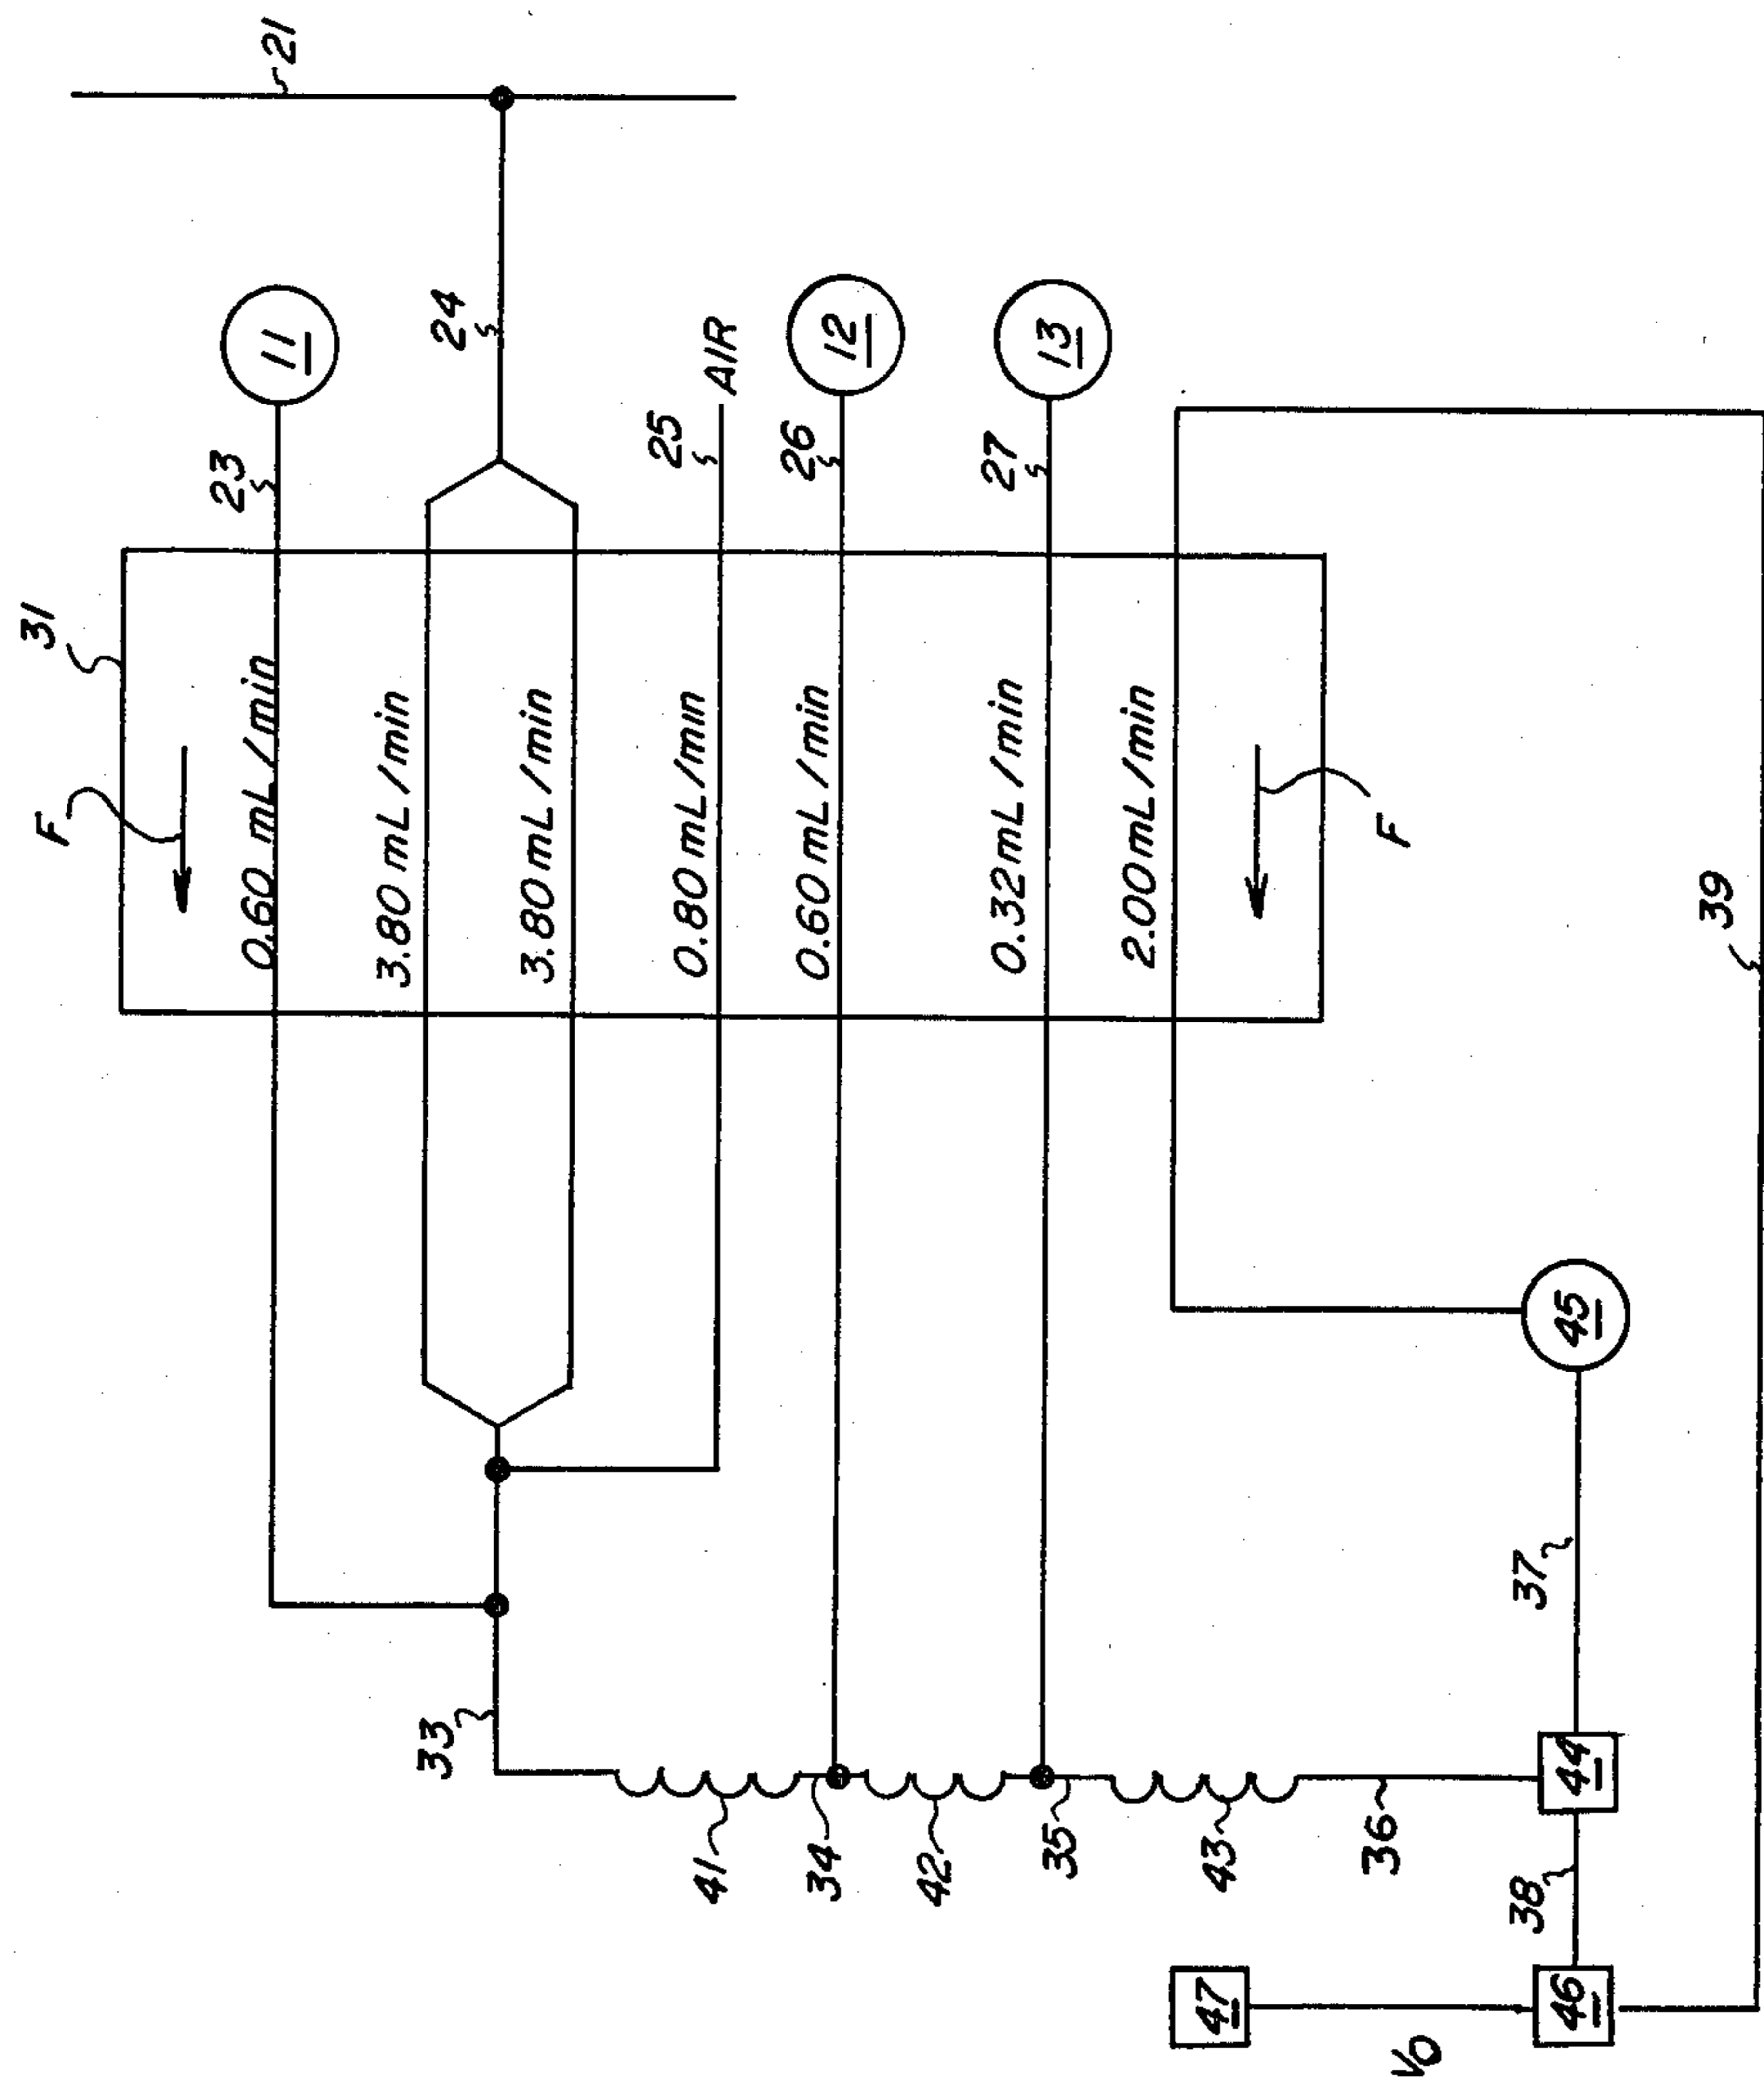 31
F
23
21
0.60 mL/min
11
3.80 mL/min
33
24
3.80 mL/min
25
0.80 mL/min
AIR
41
26
0.60 mL/min
34
12
42
27
0.32 mL/min
35
13
2.00 mL/min
47
43
36
F
VO
38
37
46
44
45
39